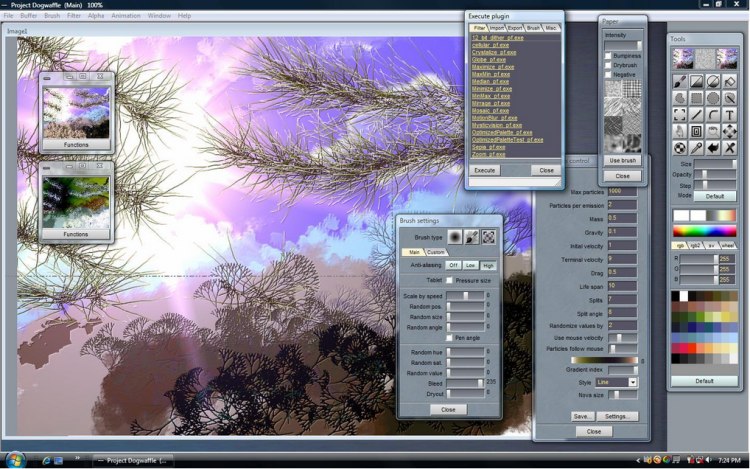 Project Dogwaffle (Main) 100%
File Buffer Brush Filter Alpha Animation Window Help
Image1
Functions
Functions
Execute plugin
Filter Import Export Brush Misc.
12_bit_dither_pf.exe
cellular_pf.exe
Crystalize_pf.exe
Globe_pf.exe
Maximize_pf.exe
MaxMin_pf.exe
Median_pf.exe
Minimize_pf.exe
MinMax_pf.exe
Mirrage_pf.exe
Mosaic_pf.exe
MotionBlur_pf.exe
Mysticvision_pf.exe
OptimizedPalette_pf.exe
OptimizedPaletteTest_pf.exe
Sepia_pf.exe
Zoom_pf.exe
Execute Close
Paper
Intensity
Bumpiness
Drybrush
Negative
Use brush
Close
Tools
Size
Opacity
Step
Mode Default
rgb rgb2 sv wheel
R 255
G 255
B 255
Default
control
Max particles 1000
Particles per emission 2
Mass 0.5
Gravity 0.1
Initial velocity 1
Terminal velocity 9
Drag 0.5
Life span 10
Splits 7
Split angle 8
Randomize values by 2
Use mouse velocity
Particles follow mouse
Gradient index
Style Line
Nova size
Save... Settings...
Close
Brush settings
Brush type
Main Custom
Anti-aliasing Off Low High
Tablet Pressure size
Scale by speed 0
Random pos. 0
Random size 0
Random angle 0
Pen angle
Random hue 0
Random sat. 0
Random value 0
Bleed 235
Dryout 0
Close
Project Dogwaffle (...
7:24 PM